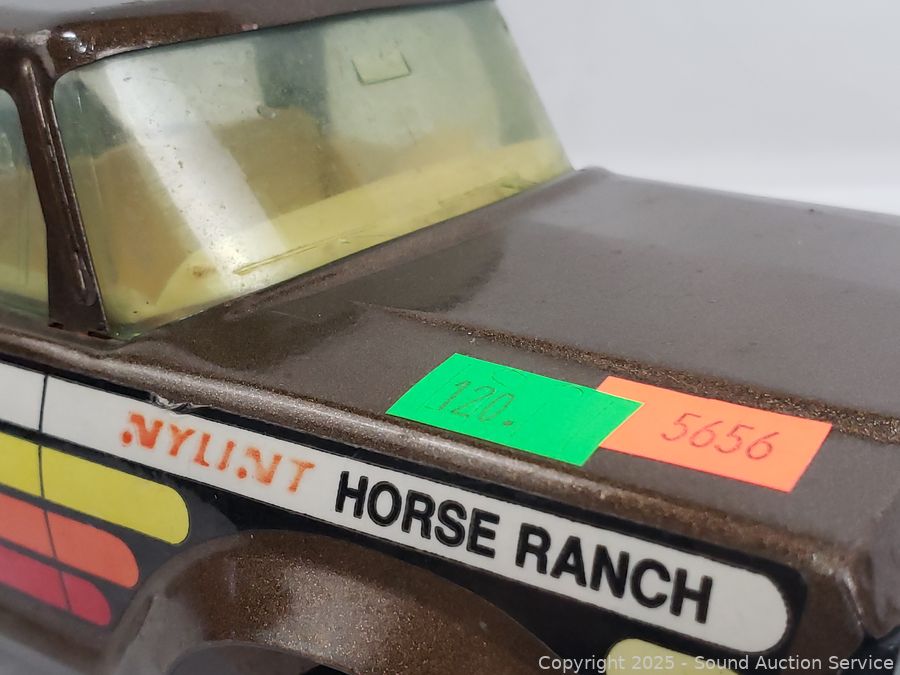 120.
5656
NYLINT HORSE RANCH
Copyright 2025 - Sound Auction Service